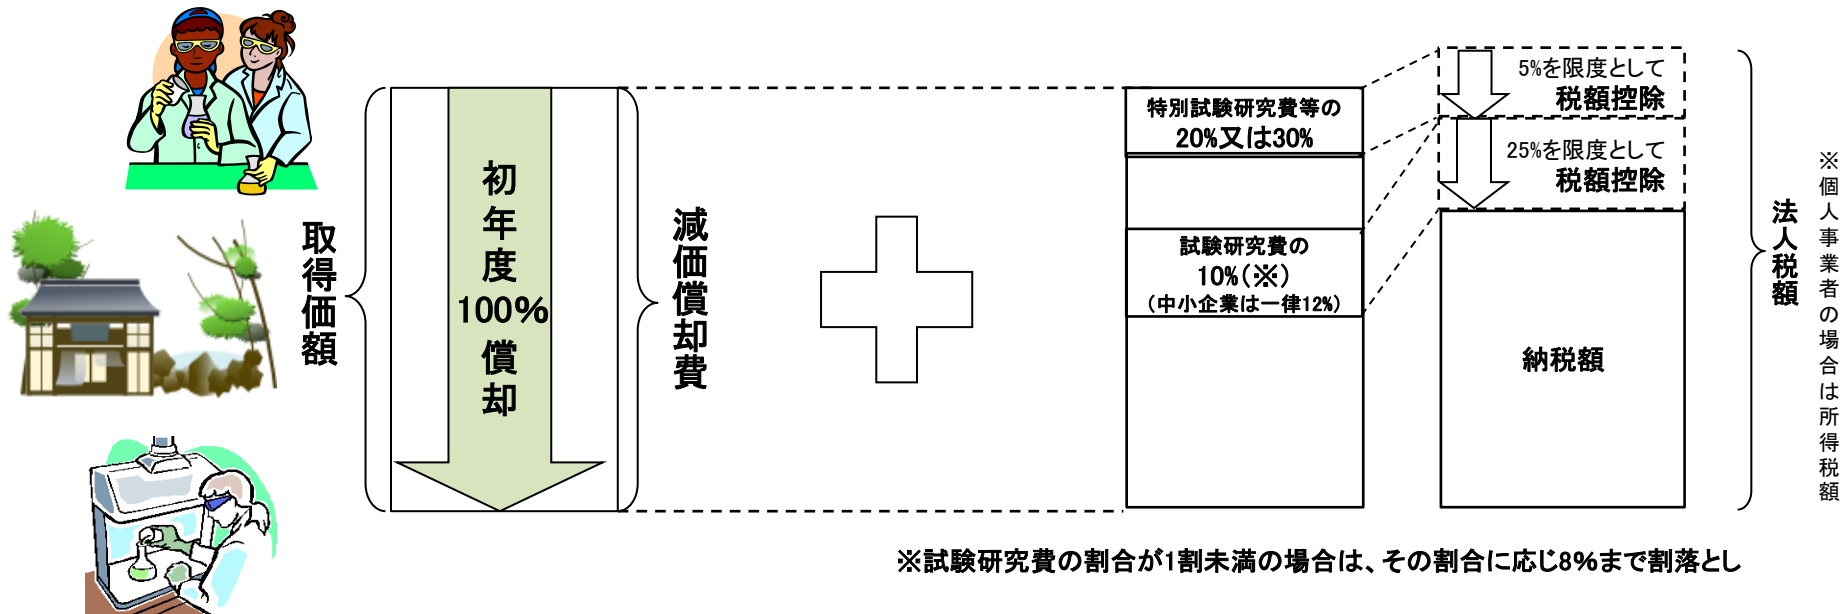 取得価額
初年度100%償却
減価償却費
特別試験研究費等の
20%又は30%
試験研究費の
10%(※)
(中小企業は一律12%)
5%を限度として
税額控除
25%を限度として
税額控除
納税額
法人税額
※個人事業者の場合は所得税額
※試験研究費の割合が1割未満の場合は、その割合に応じ8%まで割落とし